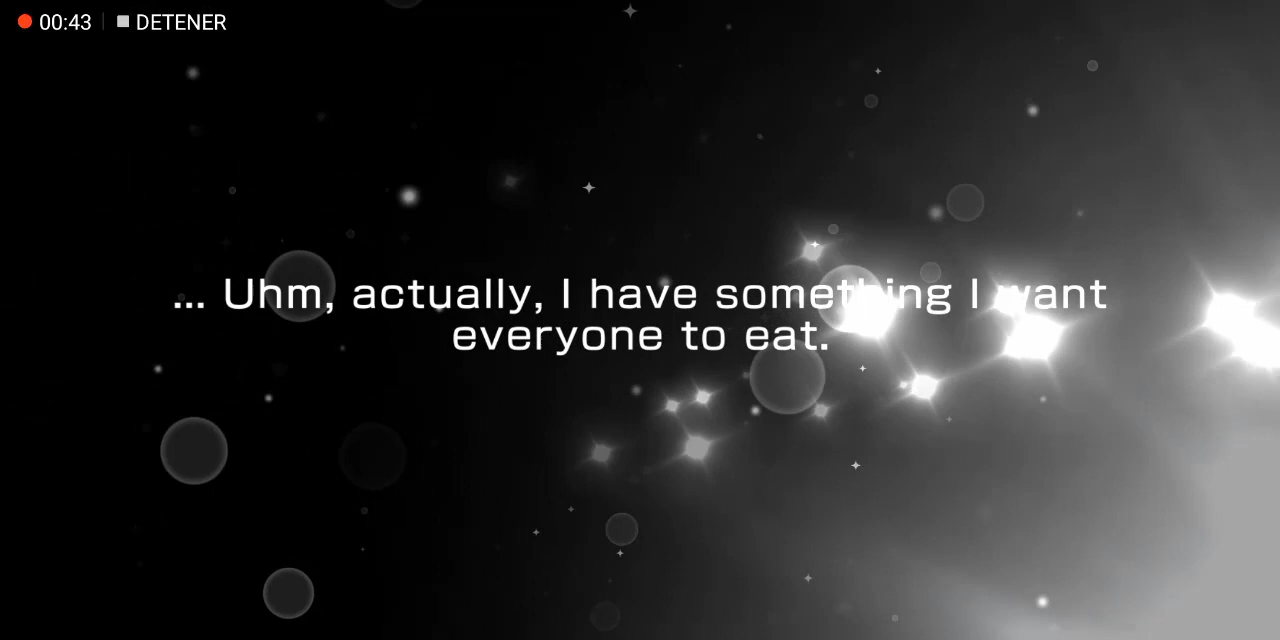 00:43 DETENER
... Uhm, actually, I have something I want
everyone to eat.